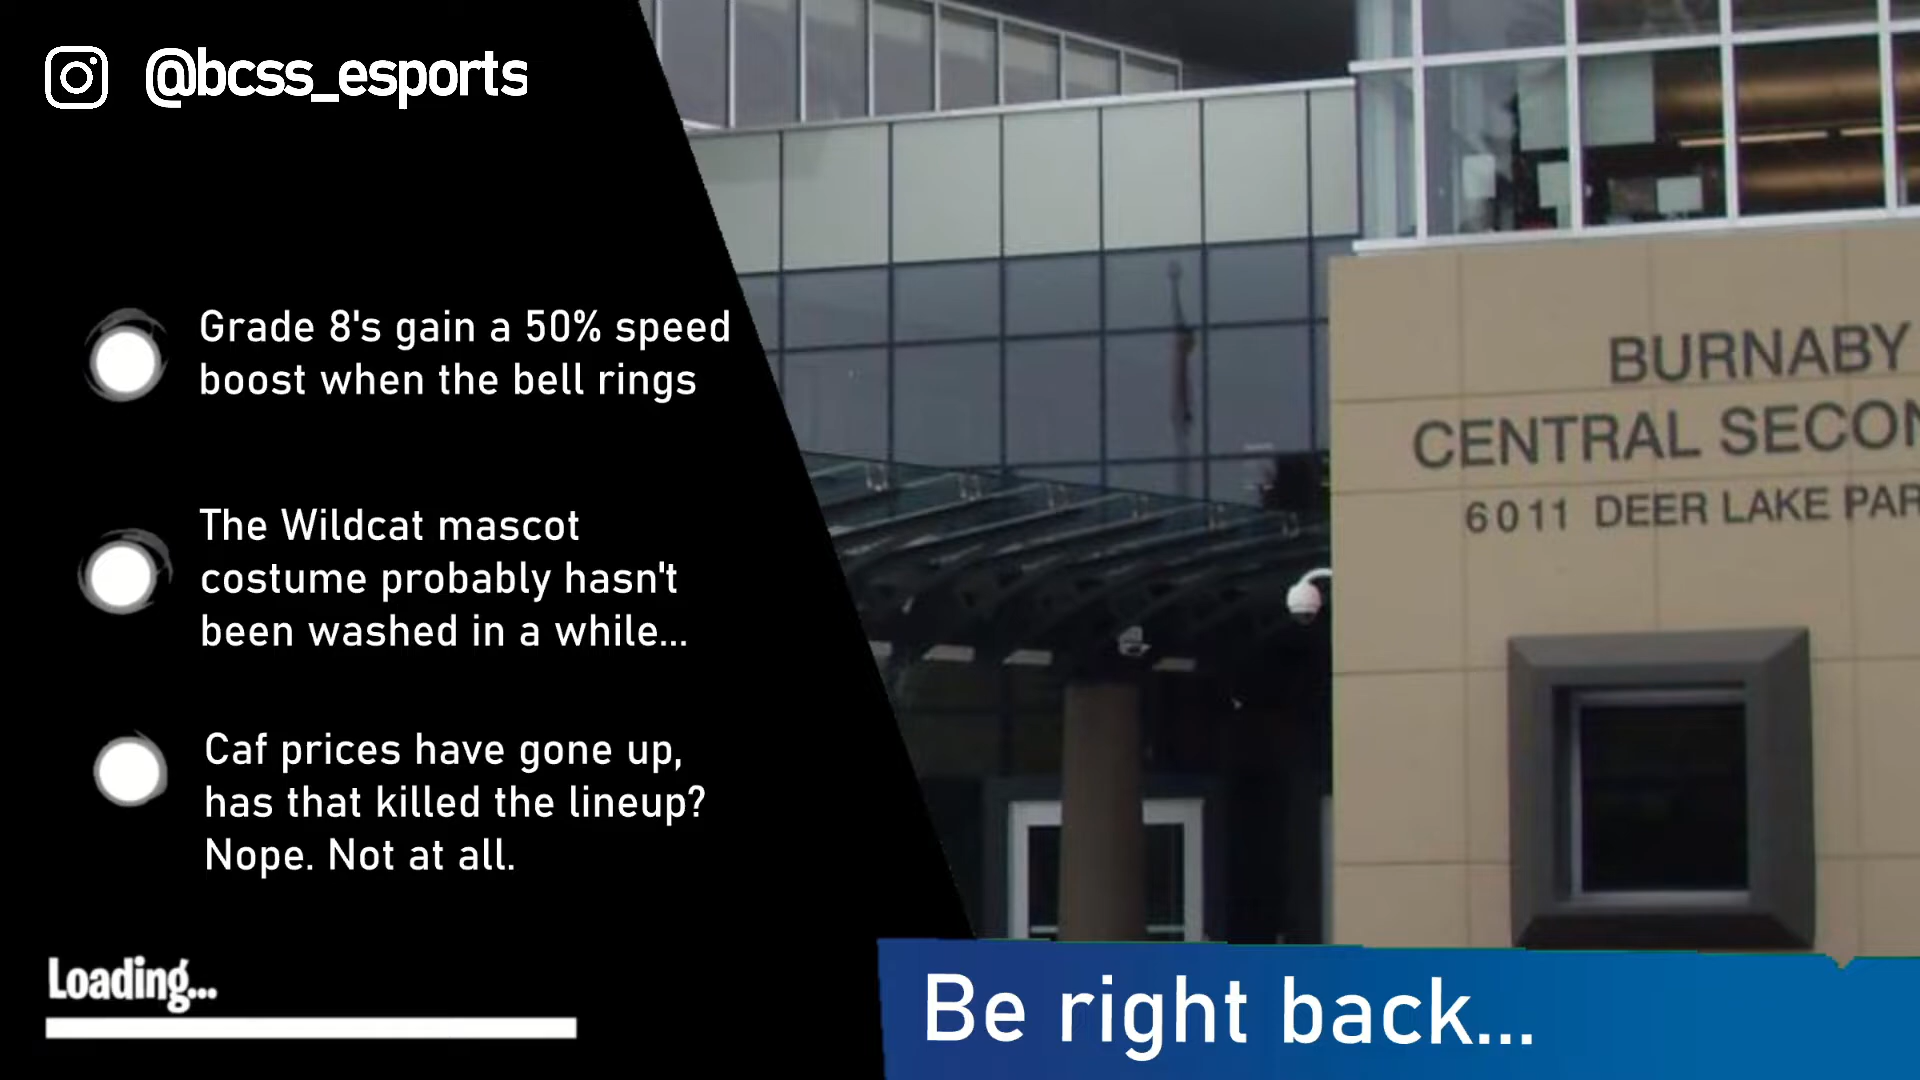 @bcss_esports
Grade 8's gain a 50% speed
boost when the bell rings
The Wildcat mascot
costume probably hasn't
been washed in a while...
Caf prices have gone up,
has that killed the lineup?
Nope. Not at all.
Loading...
BURNABY
CENTRAL SECON
6011 DEER LAKE PAR
Be right back...